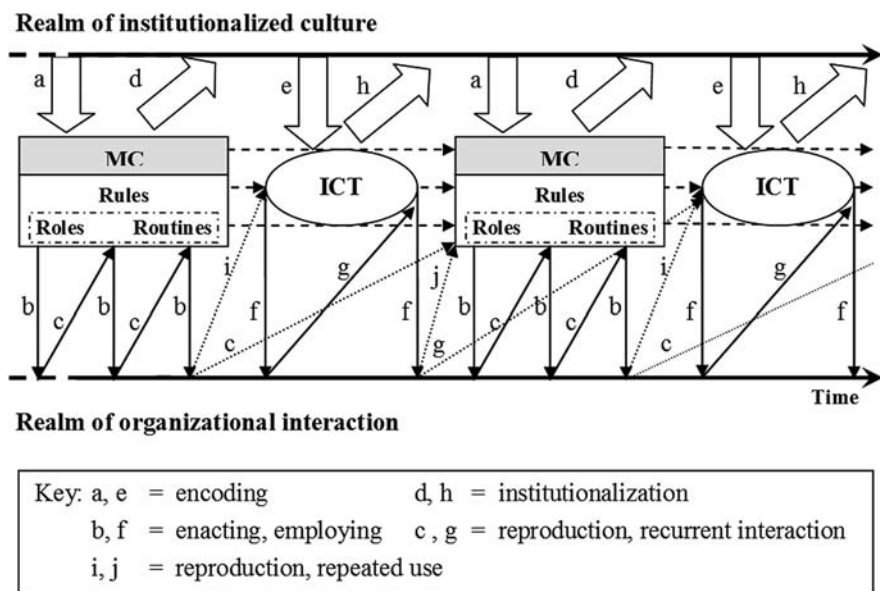 Realm of institutionalized culture
a d e h a d e h
MC ICT MC ICT
Rules Rules
Roles Routines Roles Routines
b c b c b i c f g f j g b c b c b i c f g f
Time
Realm of organizational interaction
Key: a, e = encoding d, h = institutionalization
b, f = enacting, employing c , g = reproduction, recurrent interaction
i, j = reproduction, repeated use